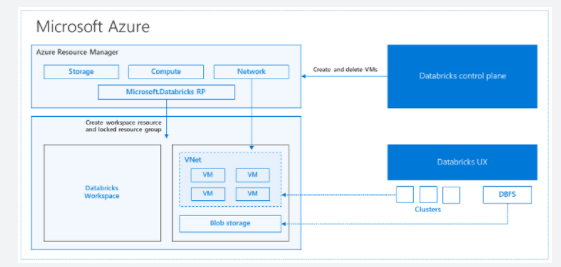 Microsoft Azure
Azure Resource Manager
Storage
Compute
Network
Microsoft.Databricks RP
Create and delete VMs
Databricks control plane
Create workspace resource
and locked resource group
Databricks
Workspace
VNet
VM
VM
VM
VM
Blob storage
Databricks UX
Clusters
DBFS